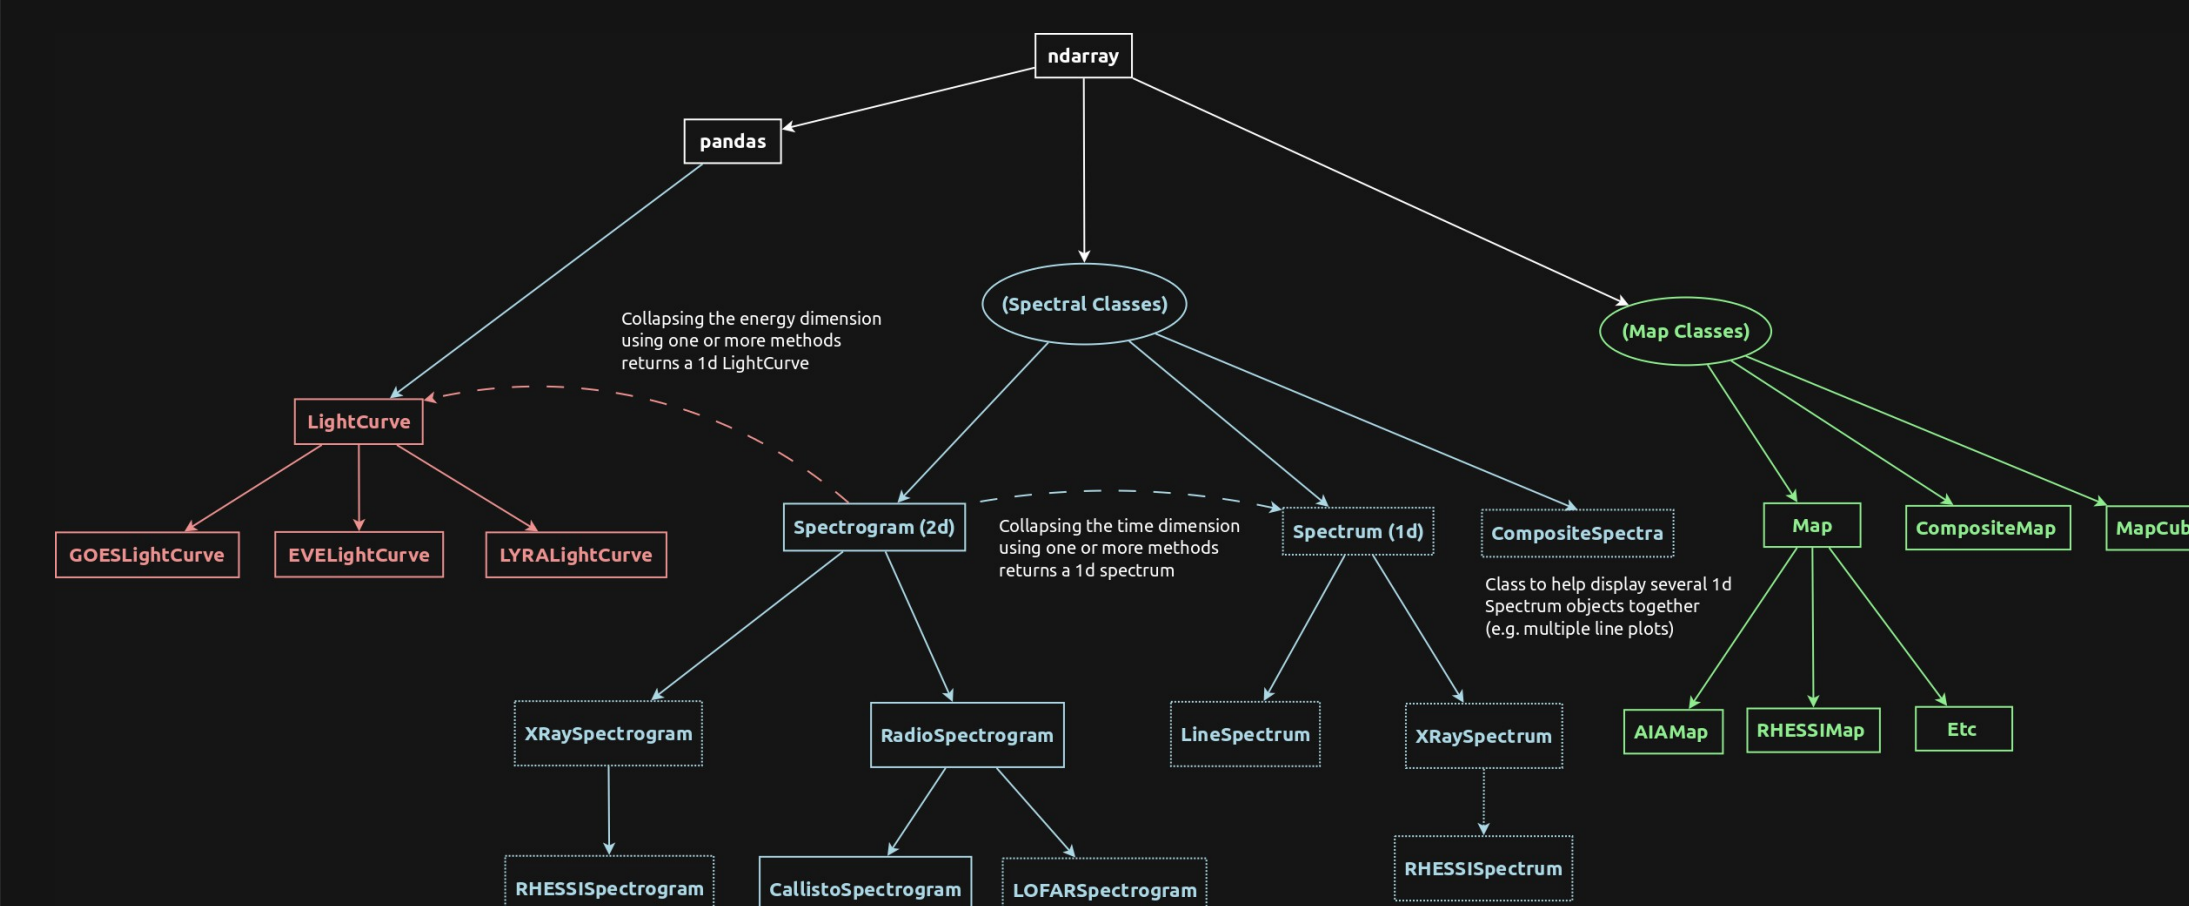 ndarray
pandas
(Spectral Classes)
(Map Classes)
Collapsing the energy dimension
using one or more methods
returns a 1d LightCurve
LightCurve
GOESLightCurve
EVELightCurve
LYRALightCurve
Spectrogram (2d)
Collapsing the time dimension
using one or more methods
returns a 1d spectrum
Spectrum (1d)
CompositeSpectra
Class to help display several 1d
Spectrum objects together
(e.g. multiple line plots)
Map
CompositeMap
MapCub
XRaySpectrogram
RadioSpectrogram
LineSpectrum
XRaySpectrum
AIAMap
RHESSIMap
Etc
RHESSISpectrogram
CallistoSpectrogram
LOFARSpectrogram
RHESSISpectrum